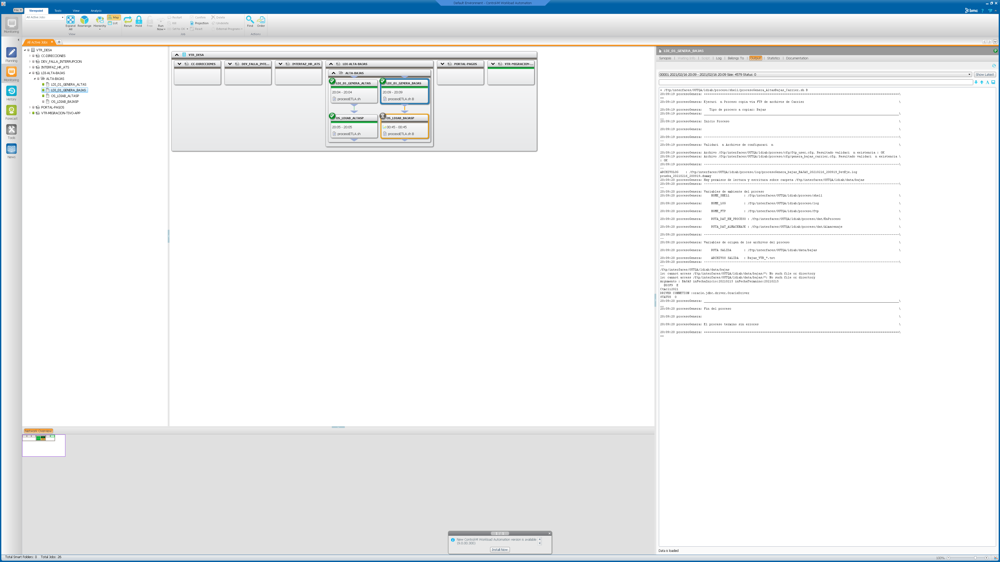 Default Environment - Control-M Workload Automation
File
Viewpoint
Tools
View
Analysis
bmc
?
Monitoring
All Active Jobs
Expand All
Rearrange
Hierarchy
Map
List
View
Rerun
Hold
Free
Run Now
Restart
Kill
Set to OK
Confirm
Projection
React
Delete
Undelete
External Programs
Job
Find
Order
Actions
All Active Jobs
Planning
Monitoring
History
Forecast
Tools
News
VTR_DESA
CC-DIRECCIONES
DEV_FALLA_INTERRUPCION
INTERFAZ_HR_ATS
LDI-ALTA-BAJAS
ALTA-BAJAS
LDI_01_GENERA_ALTAS
LDI_01_GENERA_BAJAS
OS_LDIAB_ALTASP
OS_LDIAB_BAJASP
PORTAL-PAGOS
VTR-MIGRACION-TIVO-APP
VTR_DESA
CC-DIRECCIONES
DEV_FALLA_INTE...
INTERFAZ_HR_ATS
LDI-ALTA-BAJAS
PORTAL-PAGOS
VTR-MIGRACION-...
ALTA-BAJAS
LDI_01_GENERA_ALTAS
20:04 - 20:04
procesoETLA.sh
LDI_01_GENERA_BAJAS
20:09 - 20:09
procesoETLA.sh B
OS_LDIAB_ALTASP
20:05 - 20:05
procesoETLA.sh
OS_LDIAB_BAJASP
00:45 - 00:45
procesoETLA.sh B
LDI_01_GENERA_BAJAS
Synopsis | Waiting Info | Script | Log | Belongs To | Output | Statistics | Documentation
00001 2021/02/16 20:09 - 2021/02/16 20:09 Size: 4579 Status: 0
Show Latest
A
+ /ftp/interfaces/OUTQA/ldiab/proceso/shell/procesoGenera_AltasBajas_Carrier.sh B
20:09:19 procesoGenera: ===========================================================================================================\
==
20:09:19 procesoGenera: Ejecuci  n Proceso copia via FTP de archivos de Carrier \
20:09:19 procesoGenera:    Tipo de proceco a copiar: Bajas
20:09:19 procesoGenera: ___________________________________________________________________________________________________________\
__
20:09:19 procesoGenera: Inicio Proceso \
20:09:19 procesoGenera: \
20:09:19 procesoGenera: -----------------------------------------------------------------------------------------------------------\
--
20:09:19 procesoGenera: Validaci  n Archivos de configuraci  n \
20:09:19 procesoGenera: Archivo /ftp/interfaces/OUTQA/ldiab/proceso/cfg/ftp_user.cfg. Resultado validaci  n existencia : OK
20:09:19 procesoGenera: Archivo /ftp/interfaces/OUTQA/ldiab/proceso/cfg/genera_bajas_carrier.cfg. Resultado validaci  n existencia \
: OK
20:09:19 procesoGenera: -----------------------------------------------------------------------------------------------------------\
--
ARCHIVOLOG    : /ftp/interfaces/OUTQA/ldiab/proceso/log/procesoGenera_bajas_BAJAS_20210216_200919_DetEje.log
prueba_20210216_200919.dummy
20:09:20 procesoGenera: Hay permisos de lectura y escritura sobre carpeta /ftp/interfaces/OUTQA/ldiab/data/bajas
20:09:20 procesoGenera: -----------------------------------------------------------------------------------------------------------\
--
20:09:20 procesoGenera: Variables de ambiente del proceso
20:09:20 procesoGenera:     HOME_SHELL        : /ftp/interfaces/OUTQA/ldiab/proceso/shell \
20:09:20 procesoGenera:     HOME_LOG          : /ftp/interfaces/OUTQA/ldiab/proceso/log \
20:09:20 procesoGenera:     HOME_FTP          : /ftp/interfaces/OUTQA/ldiab/proceso/ftp \
20:09:20 procesoGenera:     RUTA_DAT_EN_PROCESO : /ftp/interfaces/OUTQA/ldiab/proceso/dat/EnProceso \
20:09:20 procesoGenera:     RUTA_DAT_ALMACENAJE : /ftp/interfaces/OUTQA/ldiab/proceso/dat/Almacenaje \
20:09:20 procesoGenera: -----------------------------------------------------------------------------------------------------------\
--
20:09:20 procesoGenera: Variables de origen de los archivos del proceso \
20:09:20 procesoGenera:     RUTA SALIDA       : /ftp/interfaces/OUTQA/ldiab/data/bajas \
20:09:20 procesoGenera:     ARCHIVOS SALIDA   : Bajas_VTR_*.txt
20:09:20 procesoGenera: -----------------------------------------------------------------------------------------------------------\
--
/ftp/interfaces/OUTQA/ldiab/data/bajas
ls: cannot access /ftp/interfaces/OUTQA/ldiab/data/bajas/*: No such file or directory
ls: cannot access /ftp/interfaces/OUTQA/ldiab/data/bajas/*: No such file or directory
Argumento : BAJAS inFechaInicio:20210215 inFechaTermnino:20210215
@G3F9  E
Ctmcli2021
DRIVER CONNETION :oracle.jdbc.driver.OracleDriver
STATUS  0
20:09:20 procesoGenera: ___________________________________________________________________________________________________________\
__
20:09:20 procesoGenera: Fin del proceso \
20:09:20 procesoGenera: \
20:09:20 procesoGenera: El proceso termino sin errores \
20:09:20 procesoGenera: ===========================================================================================================\
==
Data is loaded
Network Overview
1 / 1
New Control-M Workload Automation version is available (9.0.00.300)
Install Now
Total Smart Folders: 0   Total Jobs: 26
100%